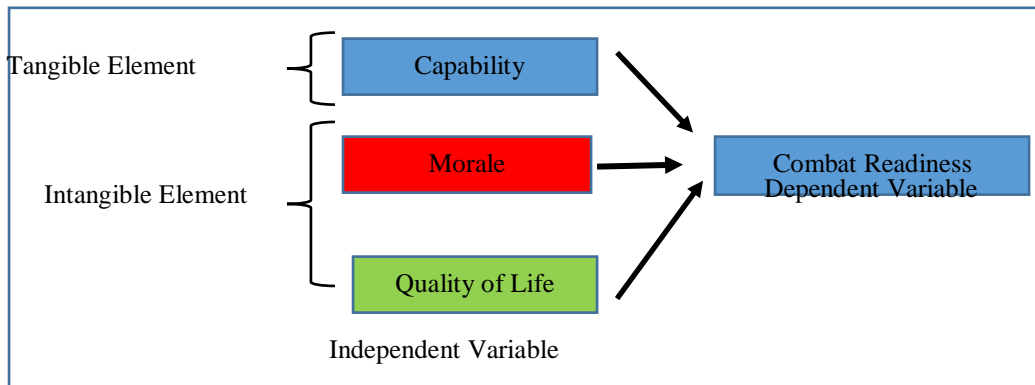 Tangible Element
Capability
Morale
Combat Readiness
Dependent Variable
Intangible Element
Quality of Life
Independent Variable